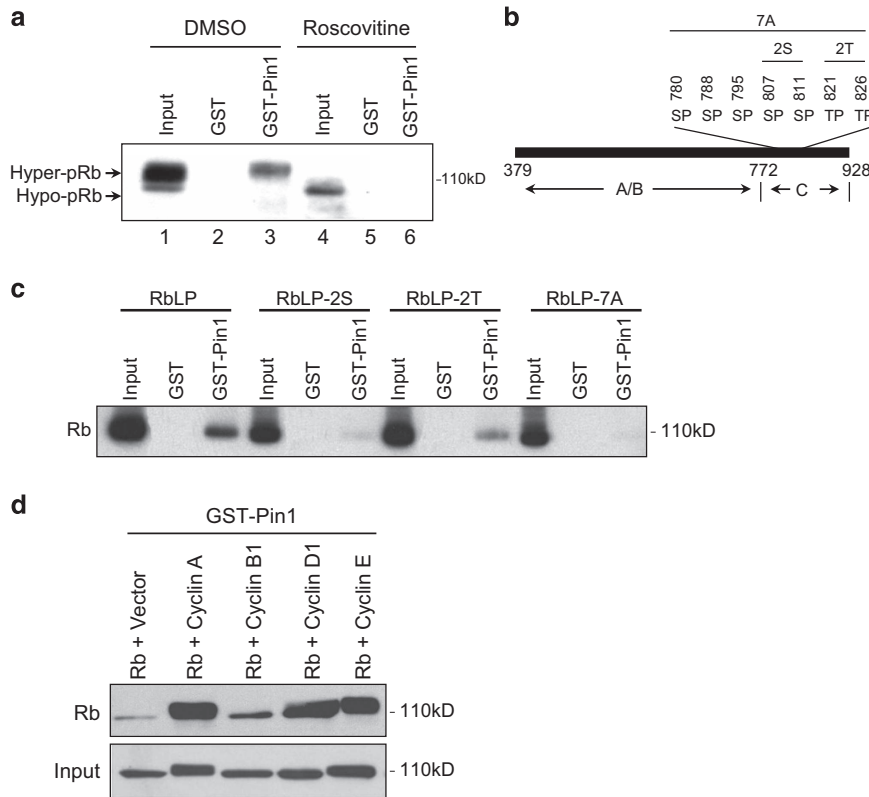 a
DMSO Roscovitine
Input GST GST-Pin1 Input GST GST-Pin1
Hyper-pRb
Hypo-pRb
-110kD
1 2 3 4 5 6
b
7A
2S 2T
780 788 795 807 811 821 826
SP SP SP SP SP TP TP
379 772 928
A/B C
c
RbLP RbLP-2S RbLP-2T RbLP-7A
Input GST GST-Pin1 Input GST GST-Pin1 Input GST GST-Pin1 Input GST GST-Pin1
Rb - 110kD
d
GST-Pin1
Rb + Vector Rb + Cyclin A Rb + Cyclin B1 Rb + Cyclin D1 Rb + Cyclin E
Rb - 110kD
Input - 110kD